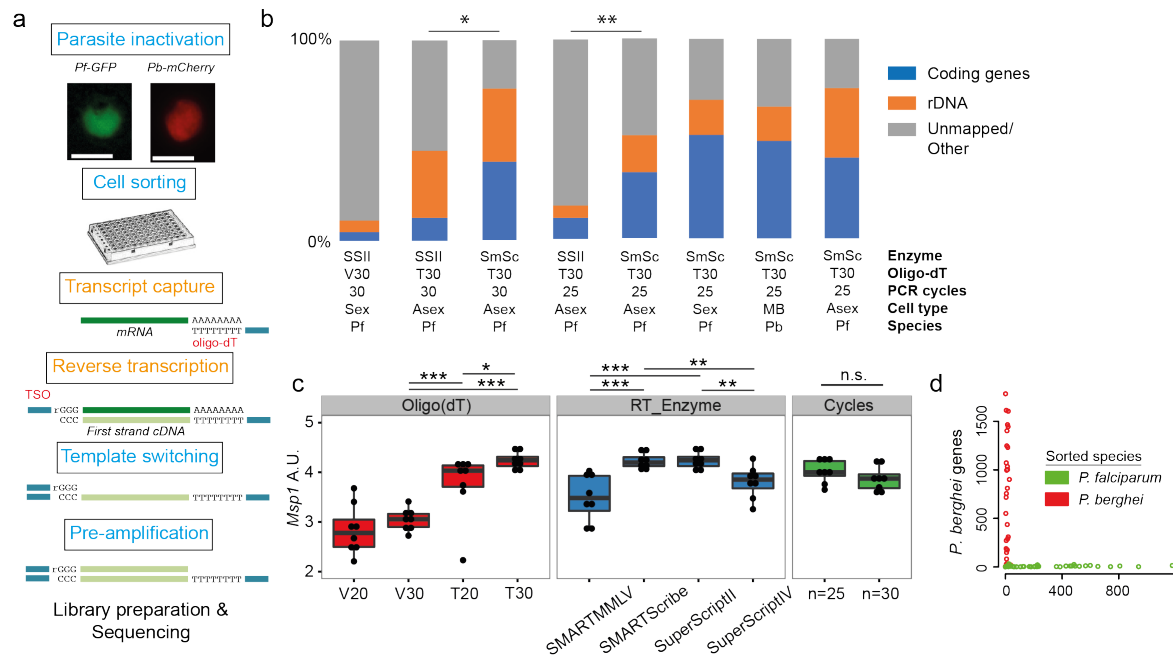 a
Parasite inactivation
Pf-GFP Pb-mCherry
Cell sorting
Transcript capture
AAAAAAAA
mRNA TTTTTTTT
oligo-dT
Reverse transcription
TSO
rGGG AAAAAAAA
CCC TTTTTTTT
First strand cDNA
Template switching
rGGG
CCC TTTTTTTT
Pre-amplification
rGGG
CCC TTTTTTTT
Library preparation &
Sequencing
b
* **
100%
0%
Coding genes
rDNA
Unmapped/
Other
SSII SSII SmSc SSII SmSc SmSc SmSc SmSc Enzyme
V30 T30 T30 T30 T30 T30 T30 T30 Oligo-dT
30 30 30 25 25 25 25 25 PCR cycles
Sex Asex Asex Asex Asex Sex MB Asex Cell type
Pf Pf Pf Pf Pf Pf Pb Pf Species
c
*** * ***
*** ** *** **
n.s.
Oligo(dT) RT_Enzyme Cycles
Msp1 A.U.
5
4
3
2
V20 V30 T20 T30
SMARTMMLV SMARTScribe SuperScriptII SuperScriptIV
n=25 n=30
d
P. berghei genes
1500
1000
500
0
0 400 800
Sorted species
P. falciparum
P. berghei